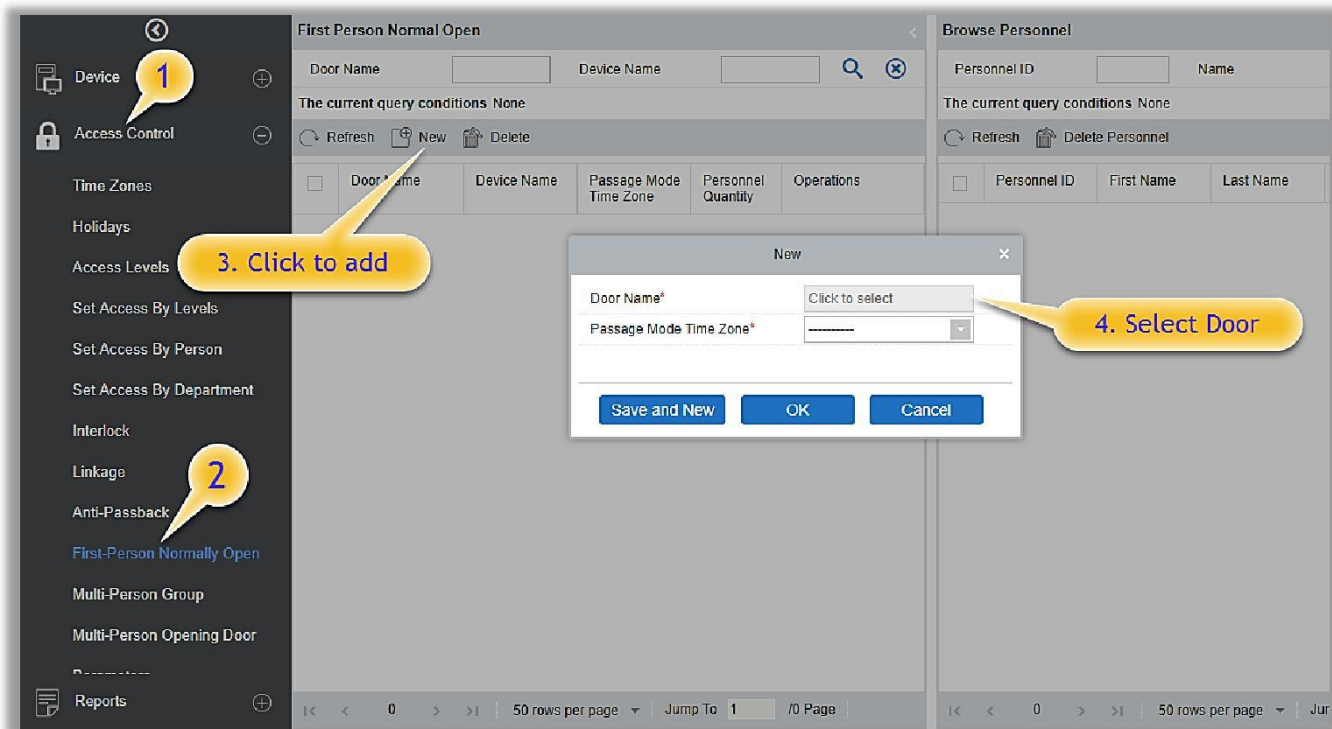 Device
1
Access Control
Time Zones
Holidays
Access Levels
Set Access By Levels
Set Access By Person
Set Access By Department
Interlock
Linkage
2
Anti-Passback
First-Person Normally Open
Multi-Person Group
Multi-Person Opening Door
Reports
First Person Normal Open
Door Name Device Name
The current query conditions None
Refresh New Delete
Door Name Device Name Passage Mode Time Zone Personnel Quantity Operations
3. Click to add
New
Door Name* Click to select
Passage Mode Time Zone* ----------
4. Select Door
Save and New OK Cancel
0 50 rows per page Jump To 1 /0 Page
Browse Personnel
Personnel ID Name
The current query conditions None
Refresh Delete Personnel
Personnel ID First Name Last Name
0 50 rows per page